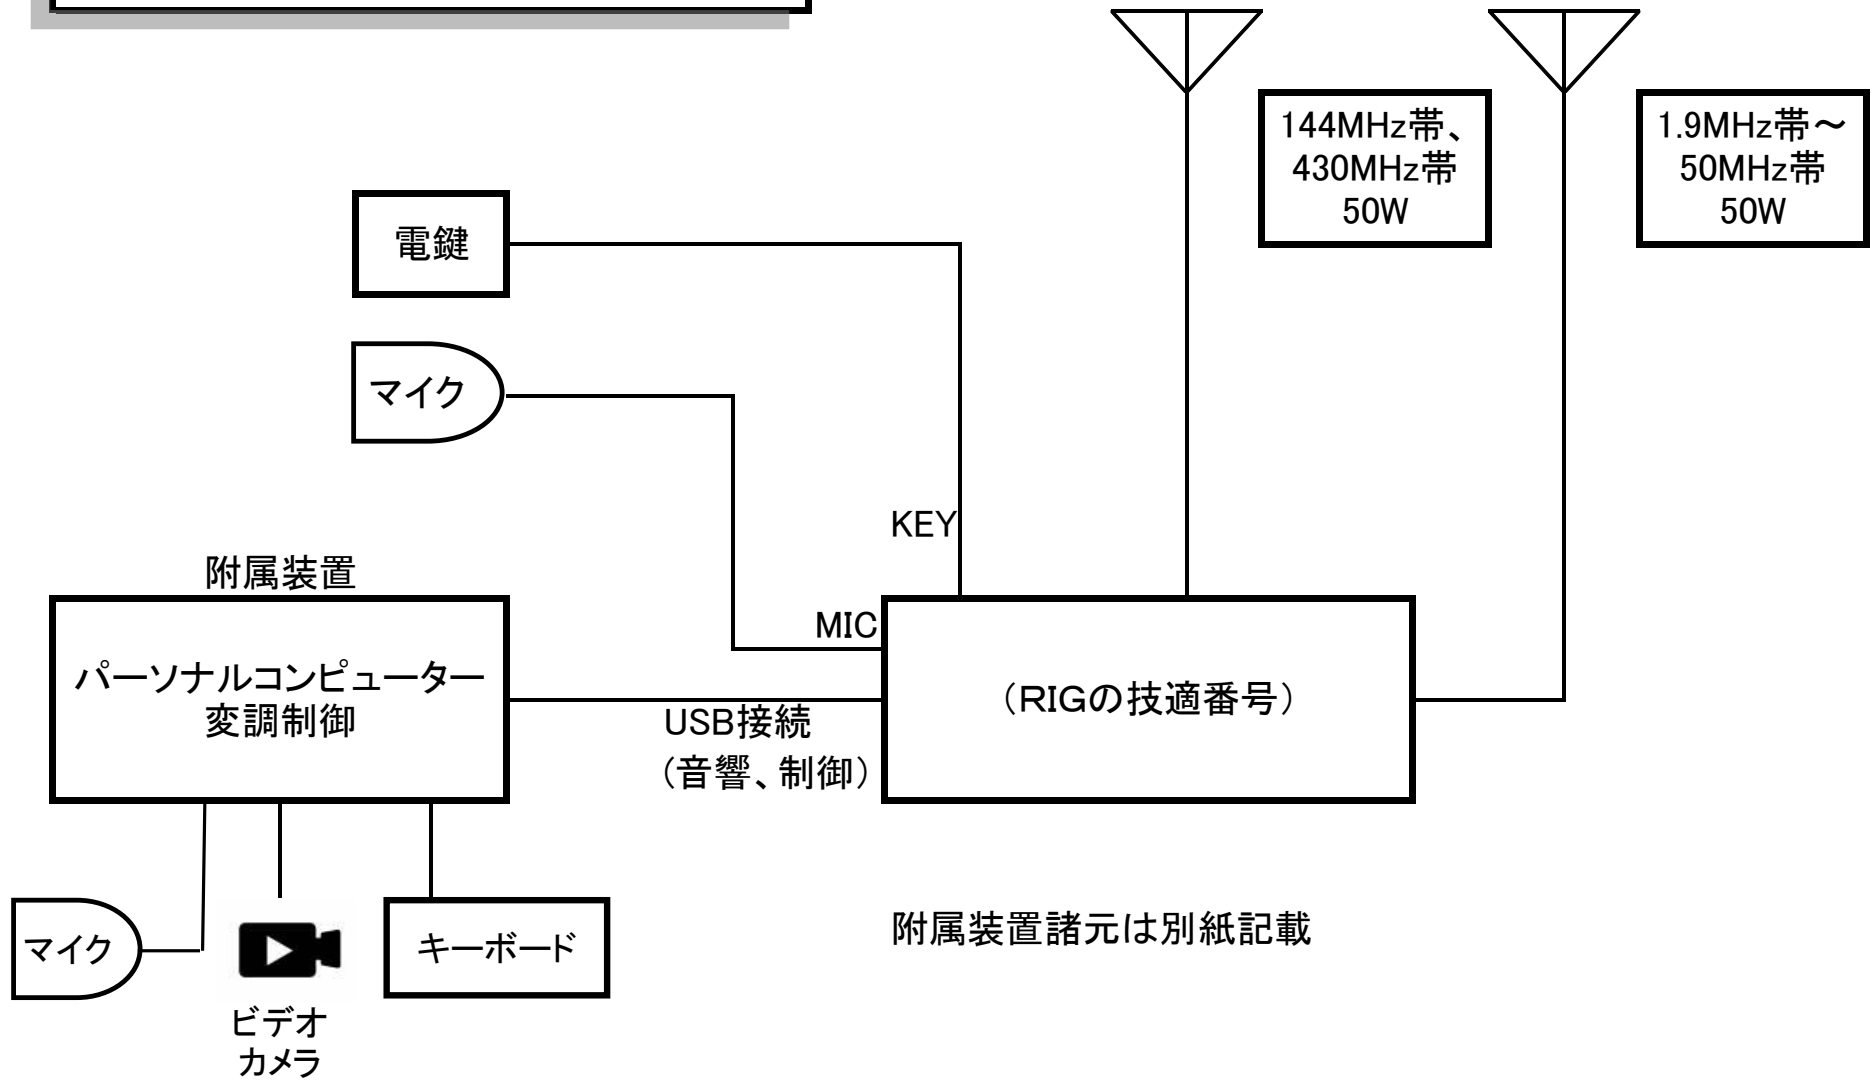 144MHz帯、
430MHz帯
50W
1.9MHz帯～
50MHz帯
50W
電鍵
マイク
KEY
附属装置
MIC
パーソナルコンピューター
変調制御
（RIGの技適番号）
USB接続
（音響、制御）
マイク
キーボード
附属装置諸元は別紙記載
ビデオ
カメラ